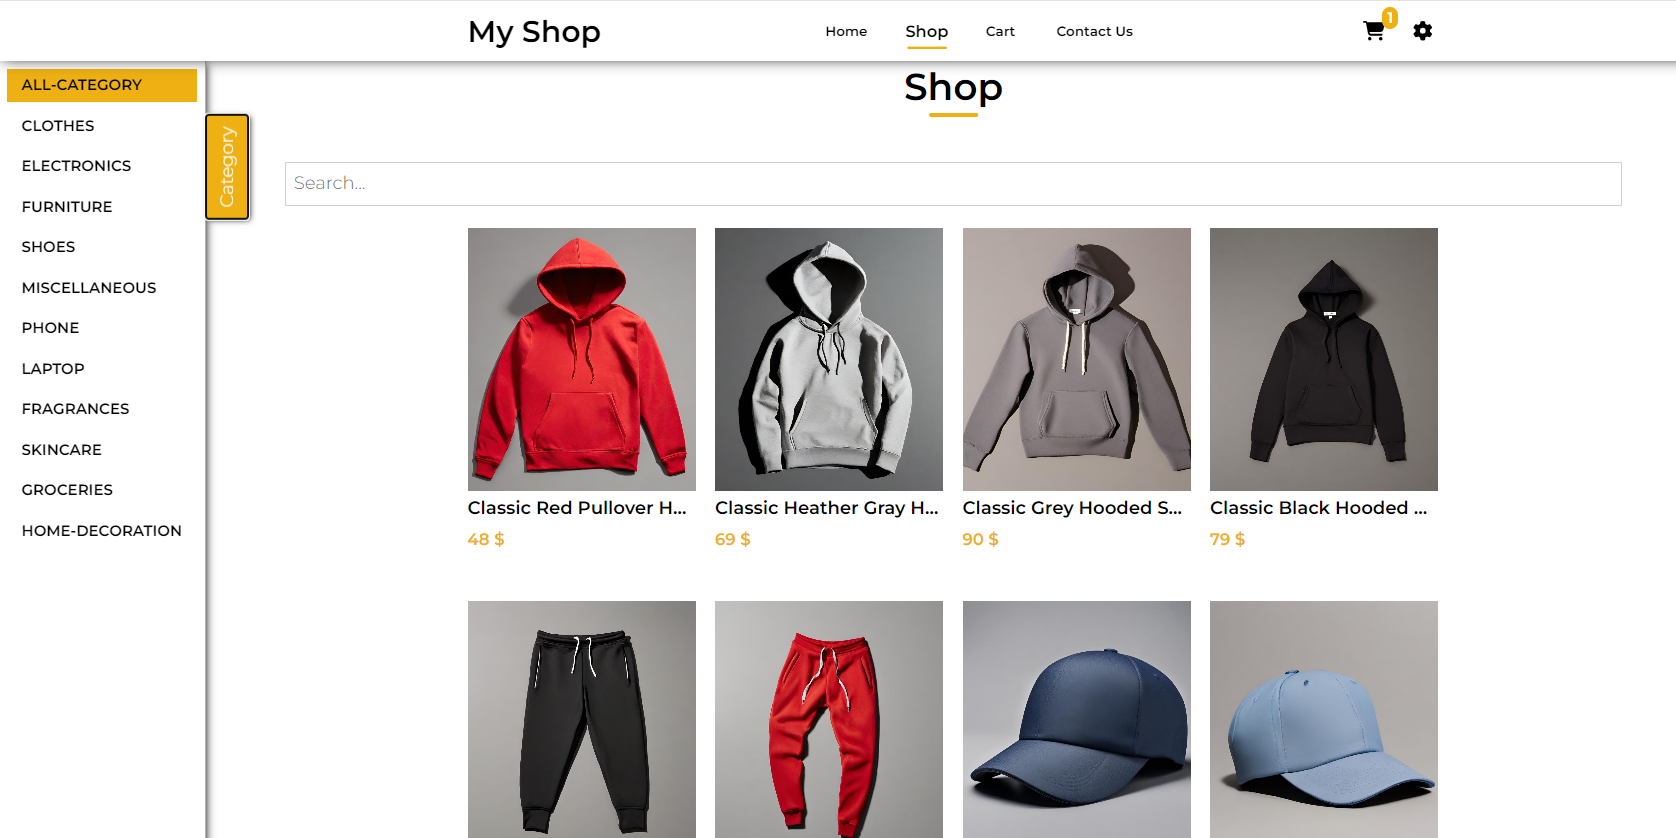 My Shop
Home
Shop
Cart
Contact Us
1
ALL-CATEGORY
CLOTHES
ELECTRONICS
FURNITURE
SHOES
MISCELLANEOUS
PHONE
LAPTOP
FRAGRANCES
SKINCARE
GROCERIES
HOME-DECORATION
Category
Shop
Search...
Classic Red Pullover H...
48 $
Classic Heather Gray H...
69 $
Classic Grey Hooded S...
90 $
Classic Black Hooded ...
79 $